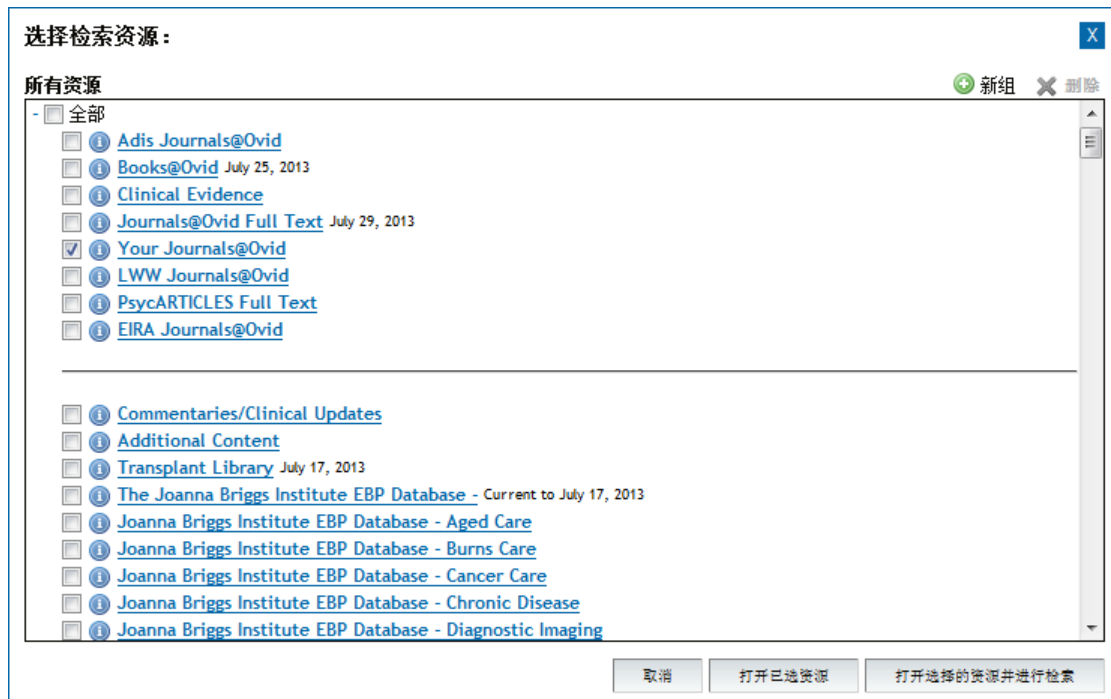 选择检索资源：
X
所有资源 新组 删除
- 全部
Adis Journals@Ovid
Books@Ovid July 25, 2013
Clinical Evidence
Journals@Ovid Full Text July 29, 2013
Your Journals@Ovid
LWW Journals@Ovid
PsycARTICLES Full Text
EIRA Journals@Ovid
Commentaries/Clinical Updates
Additional Content
Transplant Library July 17, 2013
The Joanna Briggs Institute EBP Database - Current to July 17, 2013
Joanna Briggs Institute EBP Database - Aged Care
Joanna Briggs Institute EBP Database - Burns Care
Joanna Briggs Institute EBP Database - Cancer Care
Joanna Briggs Institute EBP Database - Chronic Disease
Joanna Briggs Institute EBP Database - Diagnostic Imaging
取消 打开已选资源 打开选择的资源并进行检索